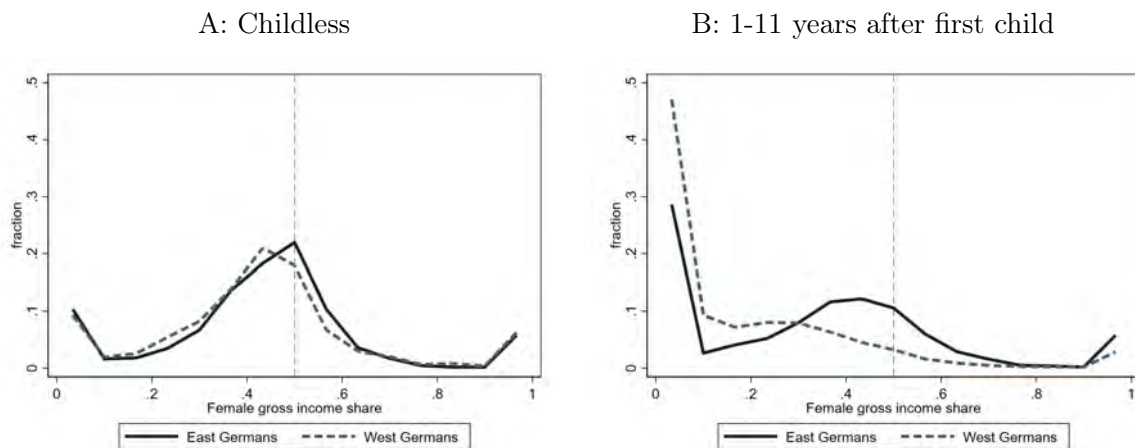 A: Childless
.5
.4
.3
.2
.1
0
fraction
0 .2 .4 .6 .8 1
Female gross income share
East Germans West Germans
B: 1-11 years after first child
.5
.4
.3
.2
.1
0
fraction
0 .2 .4 .6 .8 1
Female gross income share
East Germans West Germans